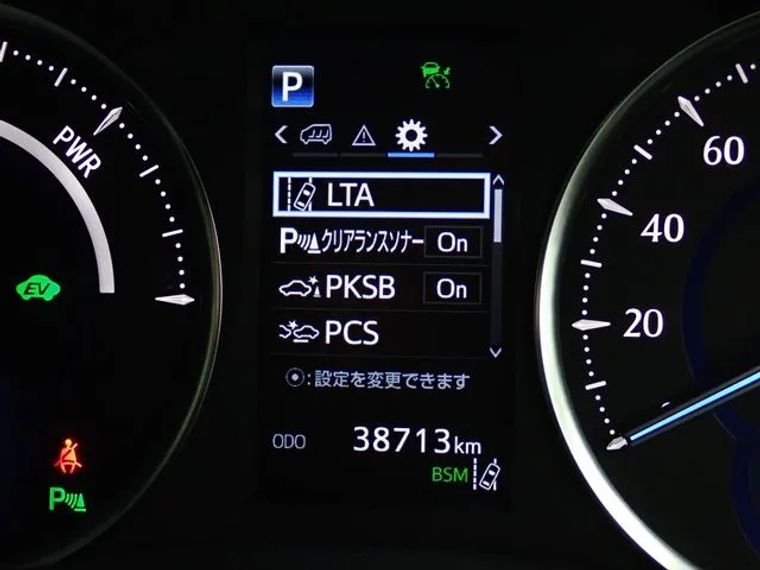 P
PWR
60
40
20
LTA
Pクリアランスソナー On
PKSB On
PCS
:設定を変更できます
EV
ODO 38713km
BSM
P